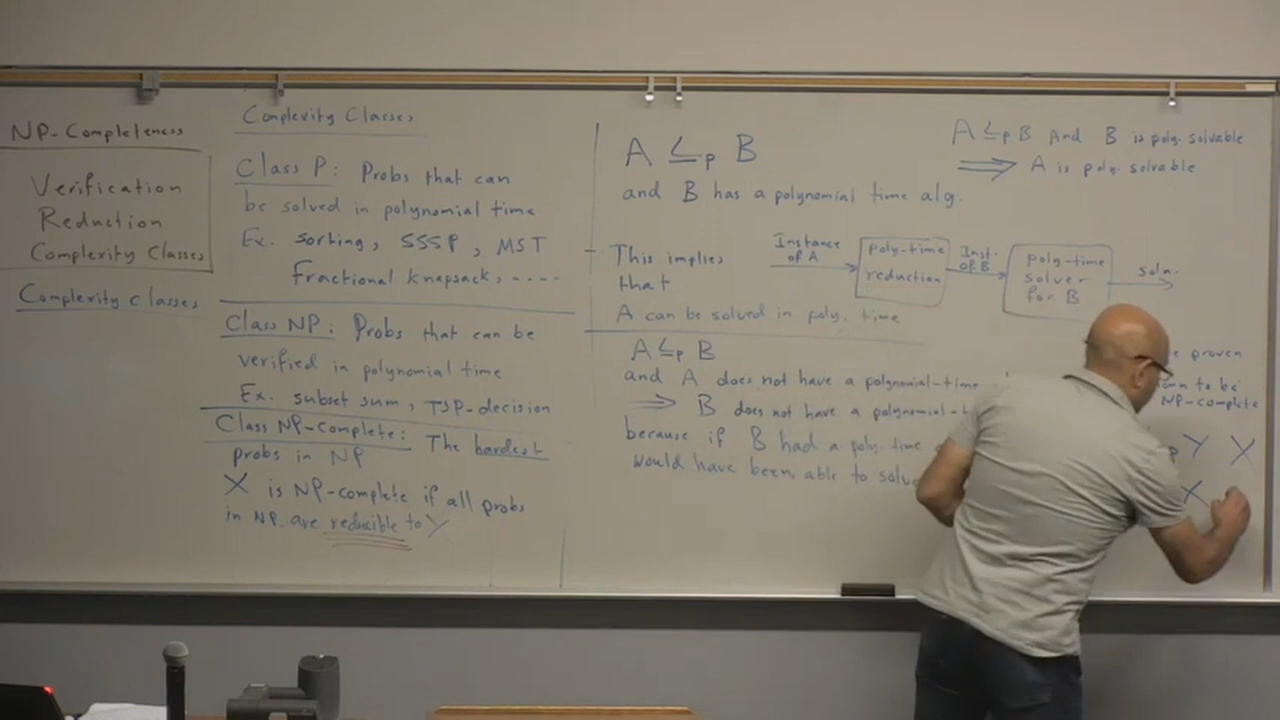 NP-Completeness
Verification
Reduction
Complexity Classes
Complexity classes
Complexity Classes
Class P: Probs that can
be solved in polynomial time
Ex. sorting, SSSP, MST
Fractional knapsack, ----
Class NP: Probs that can be
verified in polynomial time
Ex. subset sum, TSP-decision
Class NP-Complete: The hardest
probs in NP
X is NP-complete if all probs
in NP are reducible to X
A ≤p B
and B has a polynomial time alg.
This implies
that
A can be solved in poly. time
Instance
of A
poly-time
reduction
Inst.
of B
poly-time
solver
for B
soln.
A ≤p B
and A does not have a polynomial-time
⟹ B does not have a polynomial-t
because if B had a poly. time
would have been able to solve
A ≤p B And B is poly. solvable
⟹ A is poly. solvable
e proven
to be
NP-complete
p Y X
X